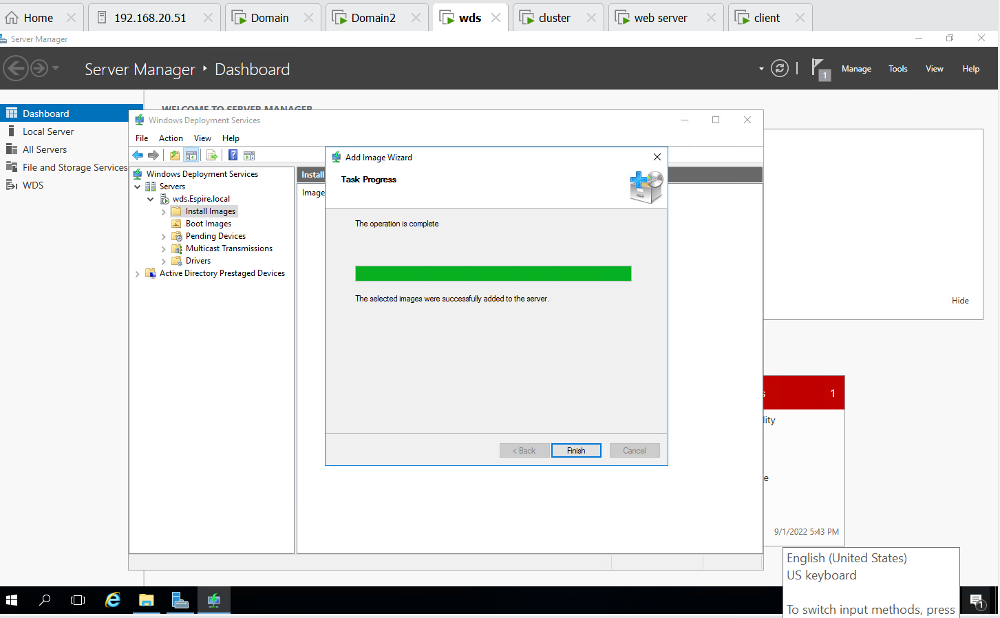 Home
192.168.20.51
Domain
Domain2
wds
cluster
web server
client
Server Manager
Server Manager
Dashboard
1
Manage
Tools
View
Help
Dashboard
Local Server
All Servers
File and Storage Services
WDS
WELCOME TO SERVER MANAGER
Windows Deployment Services
File
Action
View
Help
Windows Deployment Services
Servers
wds.Espire.local
Install Images
Boot Images
Pending Devices
Multicast Transmissions
Drivers
Active Directory Prestaged Devices
Install
Image
Add Image Wizard
Task Progress
The operation is complete
The selected images were successfully added to the server.
< Back
Finish
Cancel
Hide
s
1
lity
e
9/1/2022 5:43 PM
English (United States)
US keyboard
To switch input methods, press
1